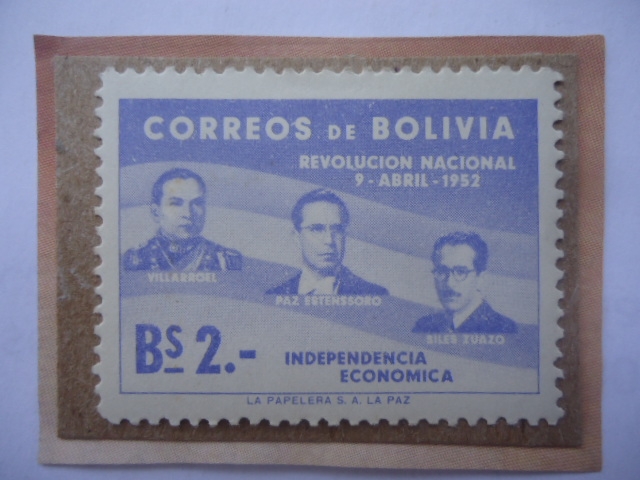 CORREOS DE BOLIVIA
REVOLUCION NACIONAL
9 - ABRIL - 1952
VILLARROEL
PAZ ESTENSSORO
SILES ZUAZO
BS 2.-
INDEPENDENCIA
ECONOMICA
LA PAPELERA S. A. LA PAZ